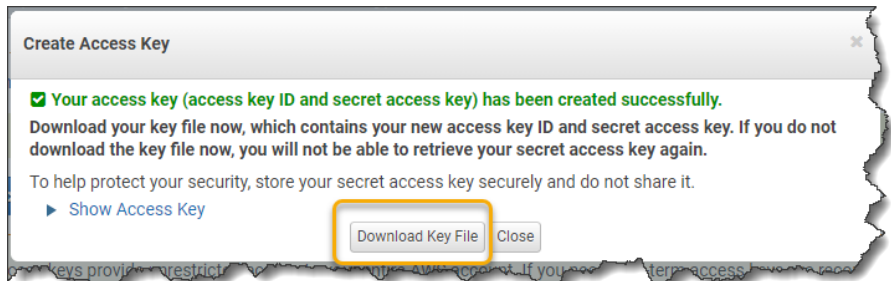 Create Access Key
Your access key (access key ID and secret access key) has been created successfully.
Download your key file now, which contains your new access key ID and secret access key. If you do not
download the key file now, you will not be able to retrieve your secret access key again.
To help protect your security, store your secret access key securely and do not share it.
Show Access Key
Download Key File Close
keys provide